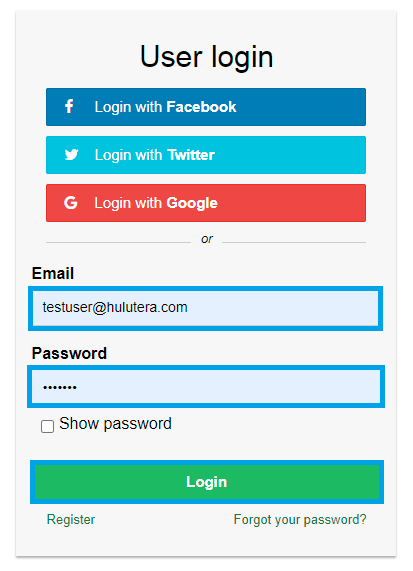 User login
Login with Facebook
Login with Twitter
Login with Google
or
Email
testuser@hulutera.com
Password
•••••••
Show password
Login
Register Forgot your password?